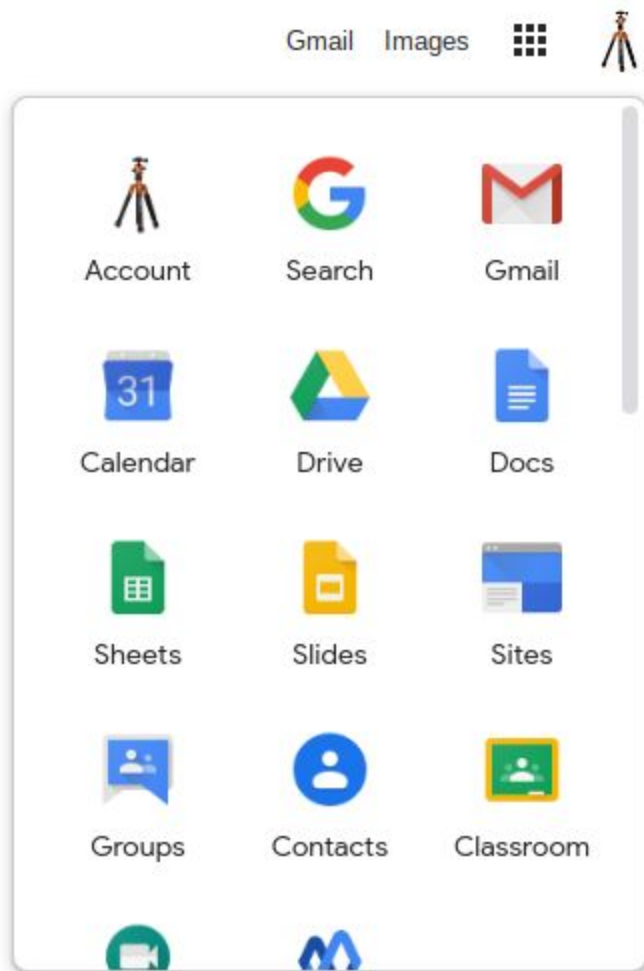 Gmail Images
Account Search Gmail
31
Calendar Drive Docs
Sheets Slides Sites
Groups Contacts Classroom